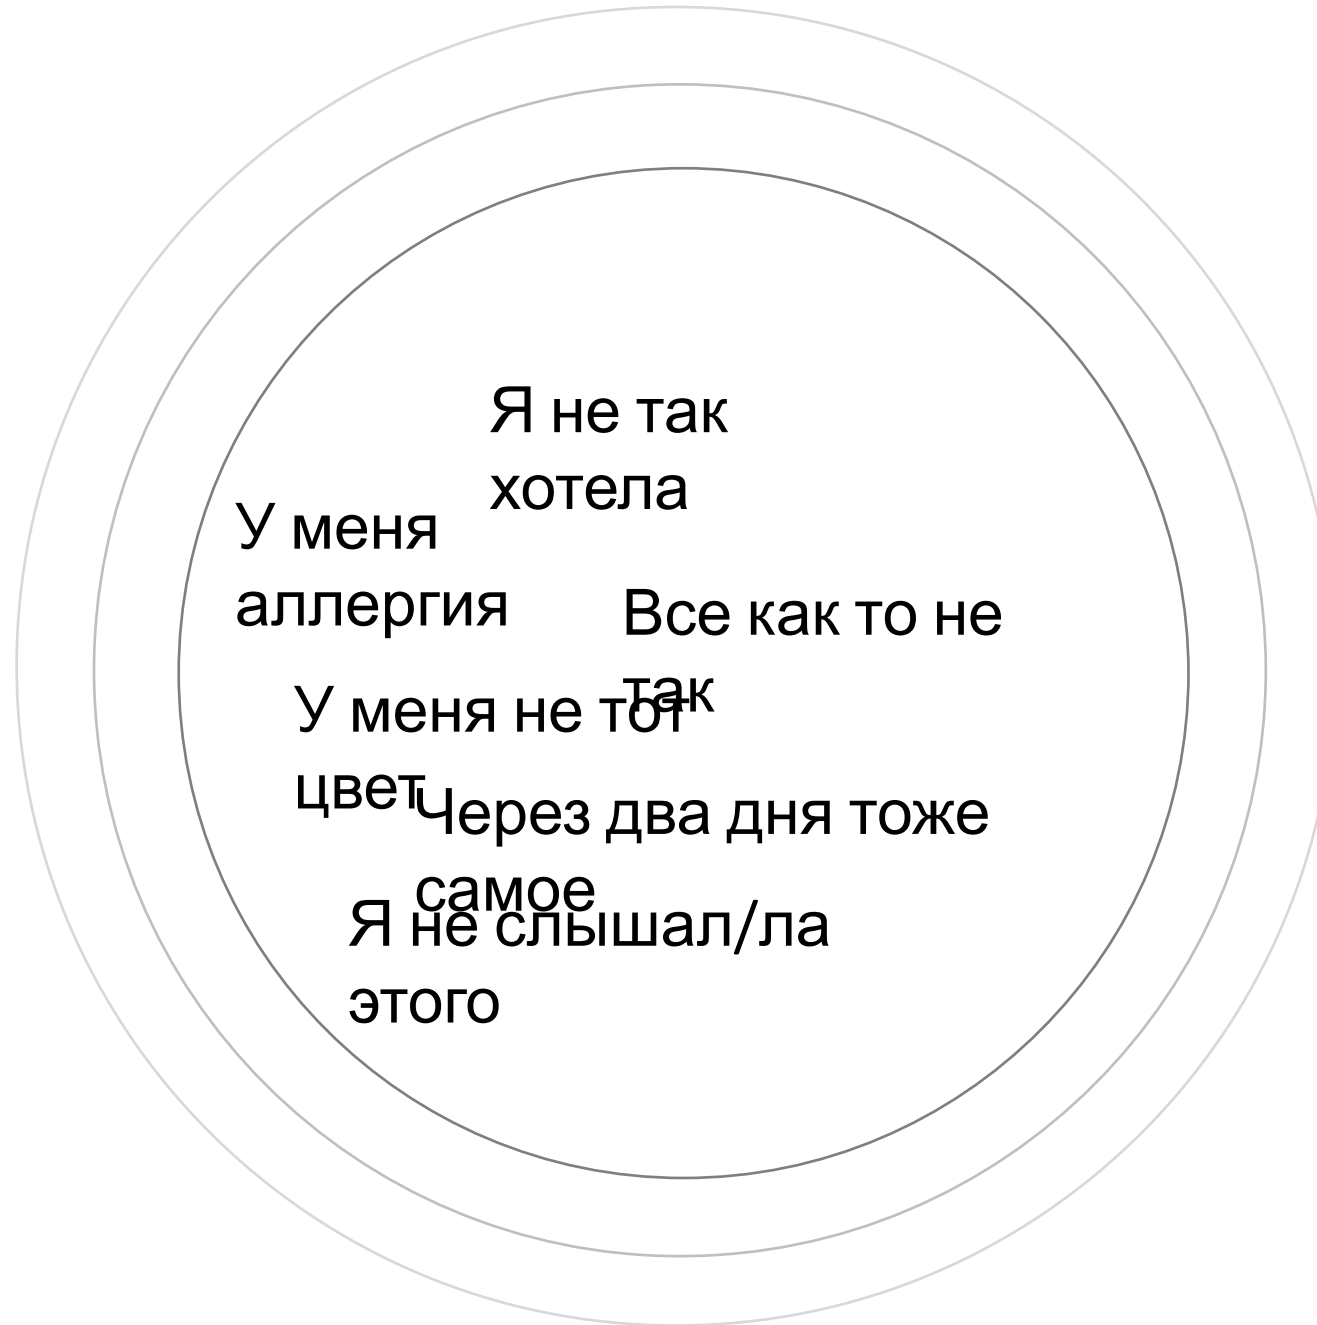 Я не так
хотела
У меня
аллергия
Все как то не
так
У меня не тот
цвет
Через два дня тоже
самое
Я не слышал/ла
этого